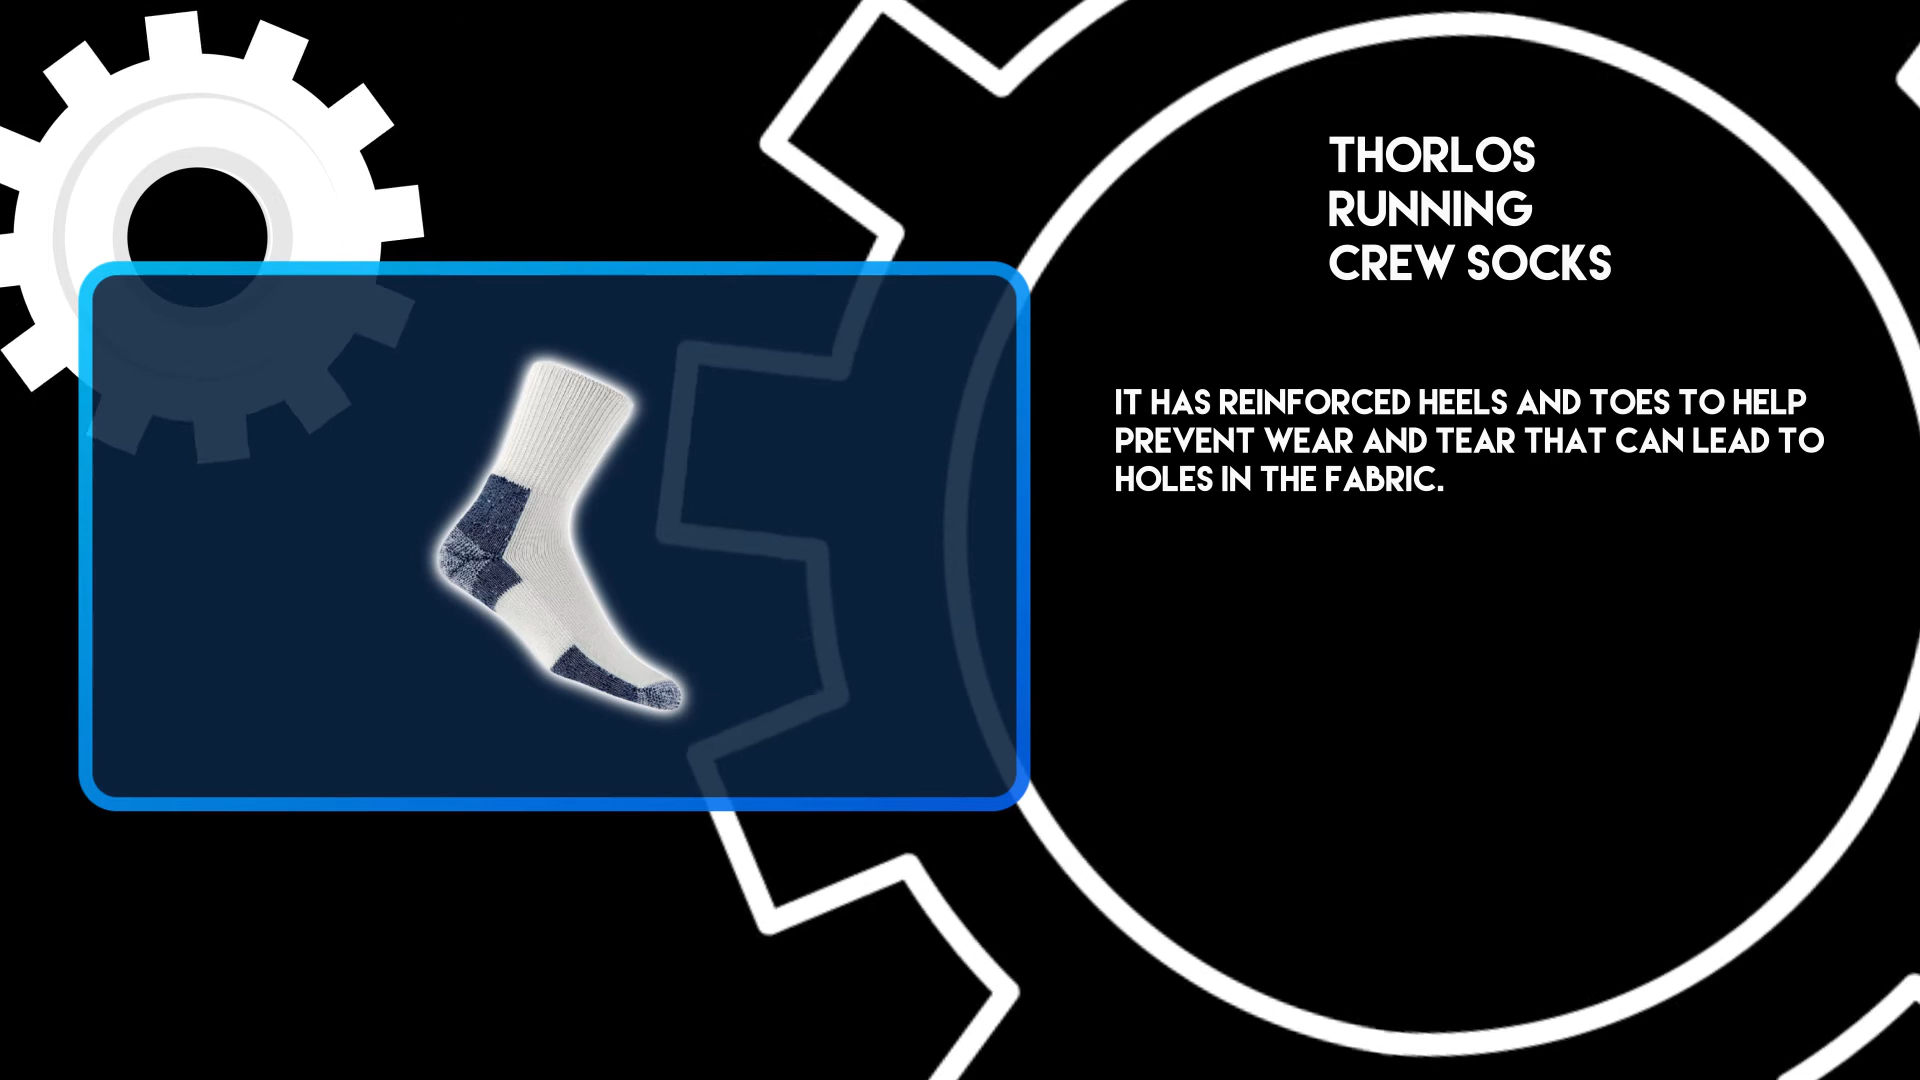 THORLOS
RUNNING
CREW SOCKS
IT HAS REINFORCED HEELS AND TOES TO HELP
PREVENT WEAR AND TEAR THAT CAN LEAD TO
HOLES IN THE FABRIC.